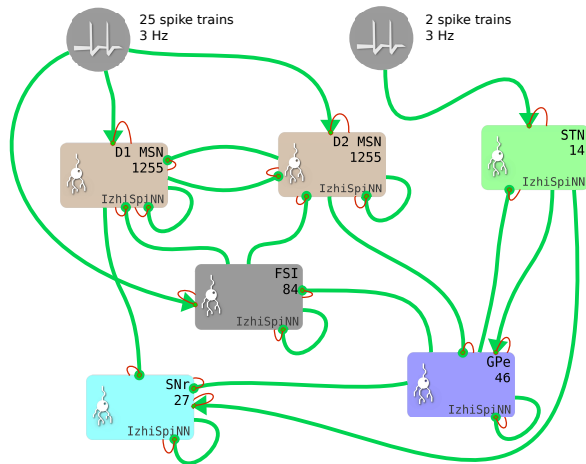 25 spike trains
3 Hz
2 spike trains
3 Hz
D1 MSN
1255
IzhiSpiNN
D2 MSN
1255
IzhiSpiNN
STN
14
IzhiSpiNN
FSI
84
IzhiSpiNN
GPe
46
IzhiSpiNN
SNr
27
IzhiSpiNN